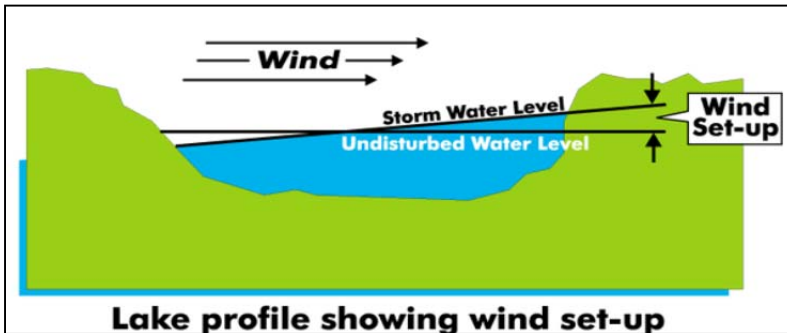 Wind
Storm Water Level
Wind
Set-up
Undisturbed Water Level
Lake profile showing wind set-up